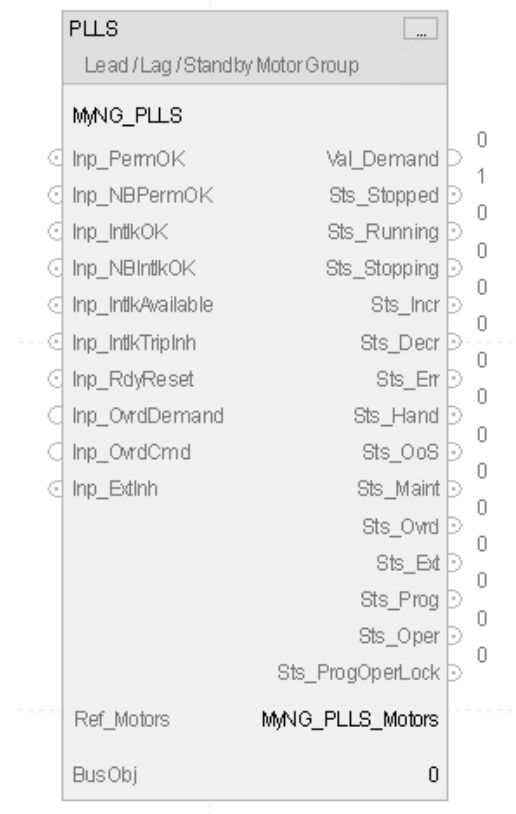 PLLS
...
Lead/Lag/Standby Motor Group
MyNG_PLLS
0
Inp_PermOK Val_Demand
1
Inp_NBPermOK Sts_Stopped
0
Inp_IntlkOK Sts_Running
0
Inp_NBIntlkOK Sts_Stopping
0
Inp_IntlkAvailable Sts_Incr
0
Inp_IntlkTripInh Sts_Decr
0
Inp_RdyReset Sts_Err
0
Inp_OvrdDemand Sts_Hand
0
Inp_OvrdCmd Sts_OoS
0
Inp_ExtInh Sts_Maint
0
Sts_Ovrd
0
Sts_Ext
0
Sts_Prog
0
Sts_Oper
0
Sts_ProgOperLock
Ref_Motors MyNG_PLLS_Motors
BusObj 0